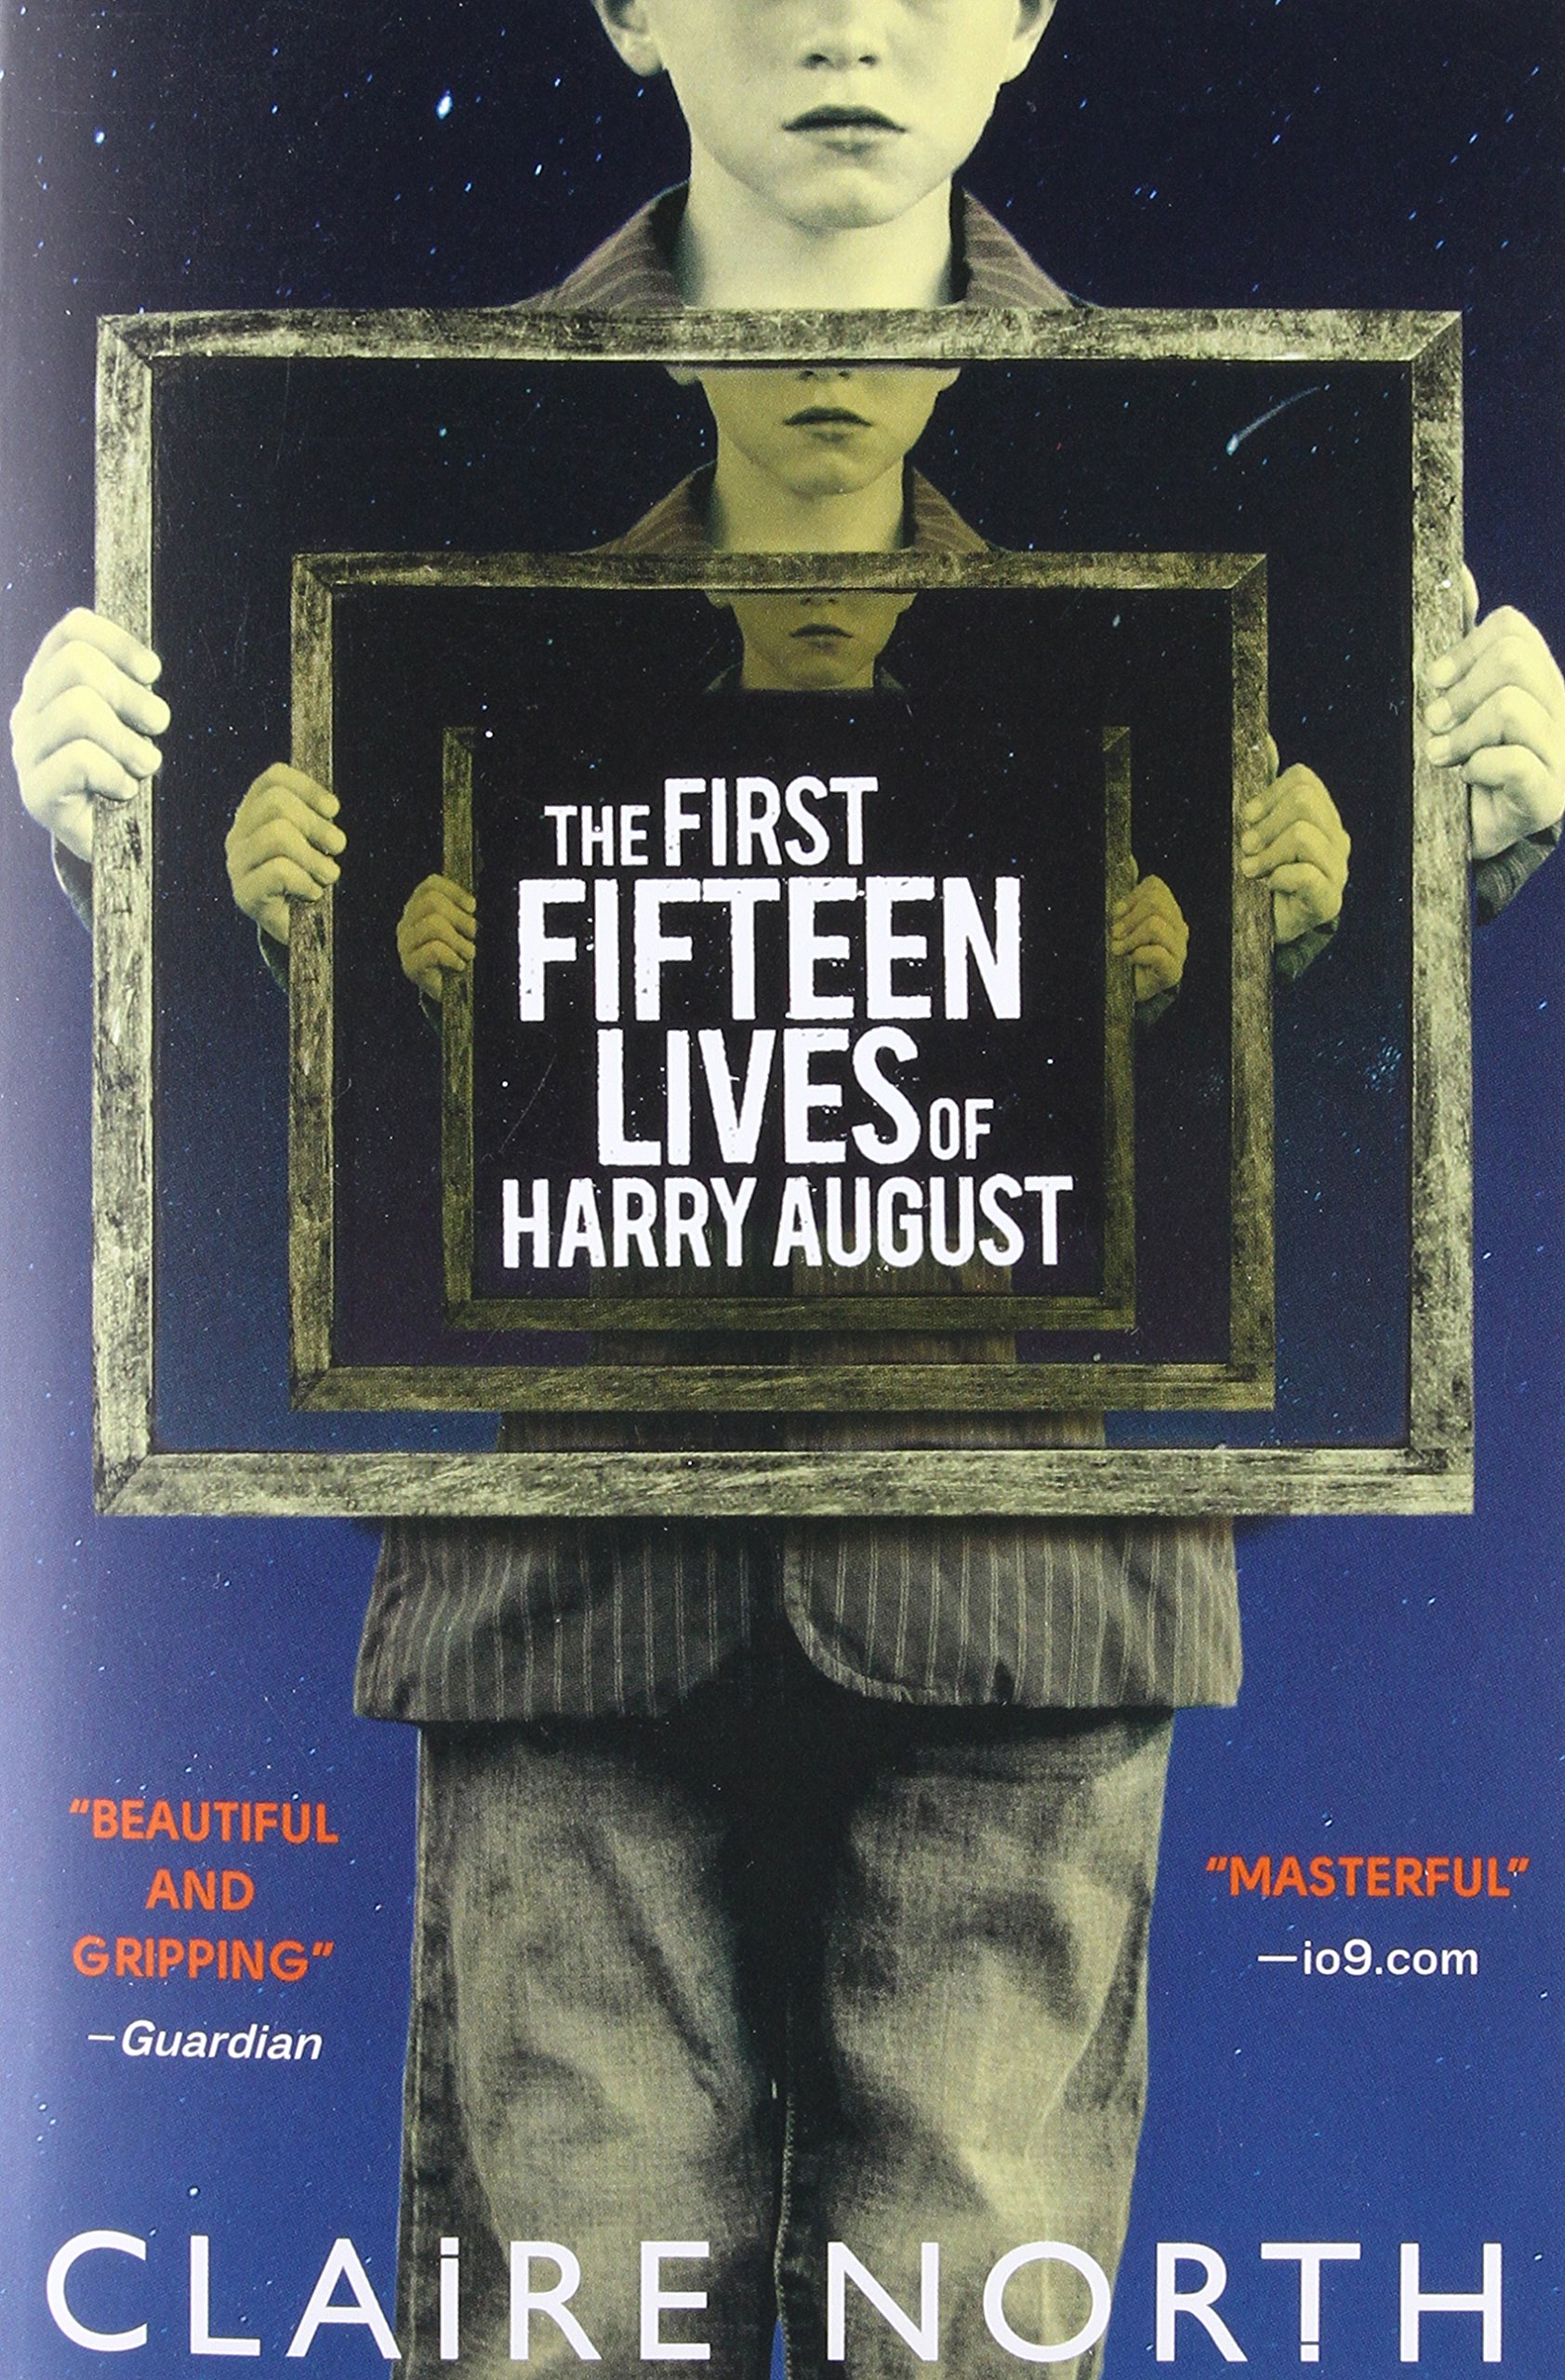 THE FIRST
FIFTEEN
LIVES OF
HARRY AUGUST
“BEAUTIFUL
AND
GRIPPING”
—Guardian
“MASTERFUL”
—io9.com
CLAiRE NORTH